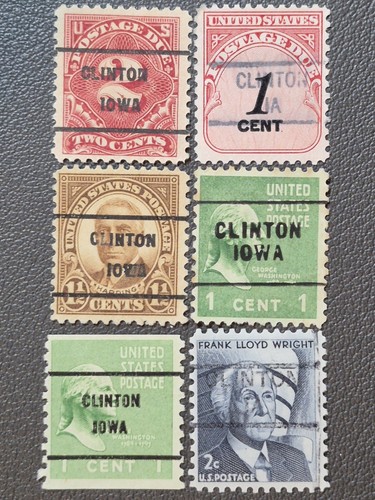 U S
POSTAGE DUE
2
CLINTON
IOWA
TWO CENTS
UNITED STATES
POSTAGE DUE
CLINTON
IA
1
CENT
UNITED STATES POSTAGE
CLINTON
IOWA
HARDING
1½ CENTS 1½
UNITED
STATES
POSTAGE
CLINTON
IOWA
GEORGE
WASHINGTON
1 CENT 1
UNITED
STATES
POSTAGE
CLINTON
IOWA
WASHINGTON
1 CENT 1
FRANK LLOYD WRIGHT
CLINTON
2c
U.S. POSTAGE